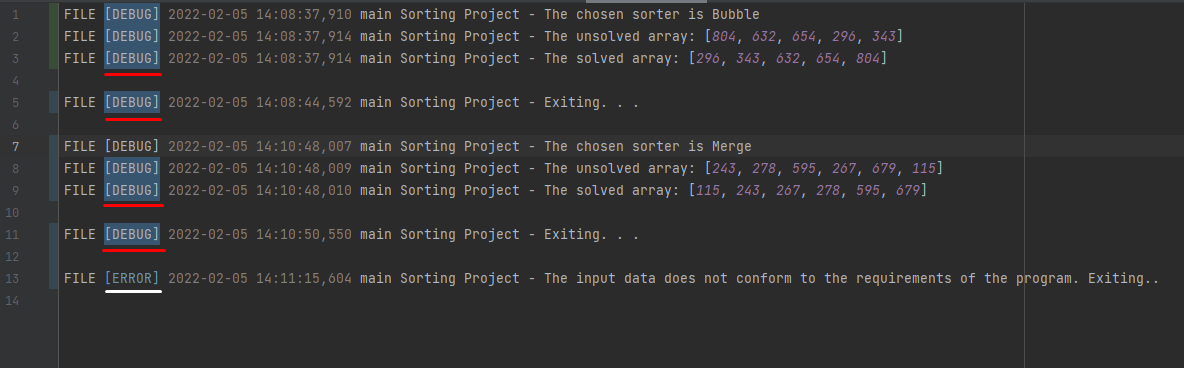 1 FILE [DEBUG] 2022-02-05 14:08:37,910 main Sorting Project - The chosen sorter is Bubble
2 FILE [DEBUG] 2022-02-05 14:08:37,914 main Sorting Project - The unsolved array: [804, 632, 654, 296, 343]
3 FILE [DEBUG] 2022-02-05 14:08:37,914 main Sorting Project - The solved array: [296, 343, 632, 654, 804]
4
5 FILE [DEBUG] 2022-02-05 14:08:44,592 main Sorting Project - Exiting. . .
6
7 FILE [DEBUG] 2022-02-05 14:10:48,007 main Sorting Project - The chosen sorter is Merge
8 FILE [DEBUG] 2022-02-05 14:10:48,009 main Sorting Project - The unsolved array: [243, 278, 595, 267, 679, 115]
9 FILE [DEBUG] 2022-02-05 14:10:48,010 main Sorting Project - The solved array: [115, 243, 267, 278, 595, 679]
10
11 FILE [DEBUG] 2022-02-05 14:10:50,550 main Sorting Project - Exiting. . .
12
13 FILE [ERROR] 2022-02-05 14:11:15,604 main Sorting Project - The input data does not conform to the requirements of the program. Exiting..
14